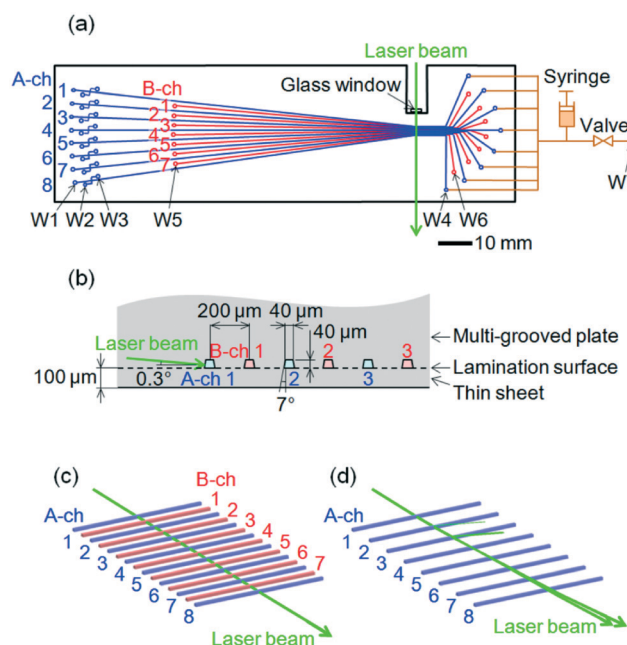 (a)
Laser beam
A-ch
B-ch
Glass window
Syringe
Valve
1
2
3
4
5
6
7
8
1
2
3
4
5
6
7
W1 W2 W3 W5 W4 W6 W
10 mm
(b)
200 µm 40 µm
40 µm
Laser beam
B-ch 1 2 3
Multi-grooved plate
Lamination surface
Thin sheet
100 µm
0.3° A-ch 1 2 3
7°
(c)
B-ch
A-ch
1
2
3
4
5
6
7
1
2
3
4
5
6
7
8
Laser beam
(d)
A-ch
1
2
3
4
5
6
7
8
Laser beam